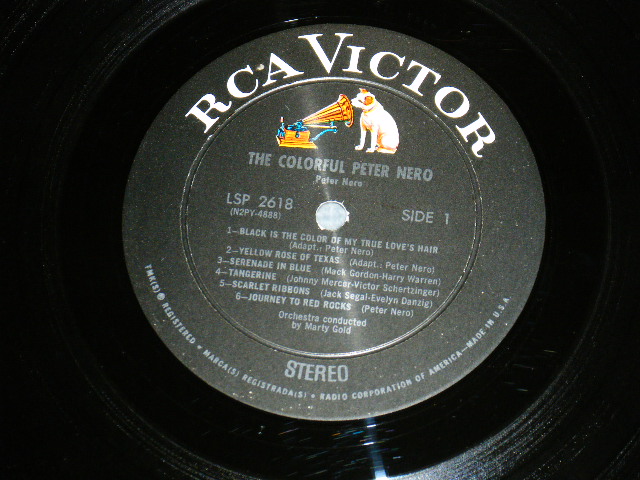 RCA VICTOR
THE COLORFUL PETER NERO
Peter Nero
LSP 2618
(N2PY-4888)
SIDE 1
1—BLACK IS THE COLOR OF MY TRUE LOVE'S HAIR
(Adapt.: Peter Nero)
2—YELLOW ROSE OF TEXAS (Adapt.: Peter Nero)
3—SERENADE IN BLUE (Mack Gordon-Harry Warren)
4—TANGERINE (Johnny Mercer-Victor Schertzinger)
5—SCARLET RIBBONS (Jack Segal-Evelyn Danzig)
6—JOURNEY TO RED ROCKS (Peter Nero)
Orchestra conducted
by Marty Gold
STEREO
TMK(S) ® REGISTERED • MARCA(S) REGISTRADA(S) • RADIO CORPORATION OF AMERICA—MADE IN U.S.A